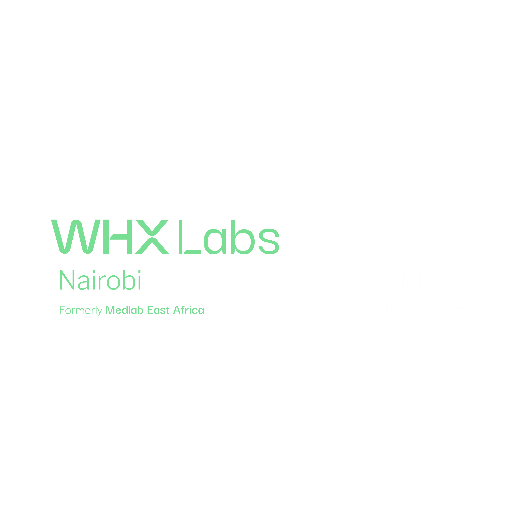 WHX Labs
Nairobi
Formerly Medlab East Africa